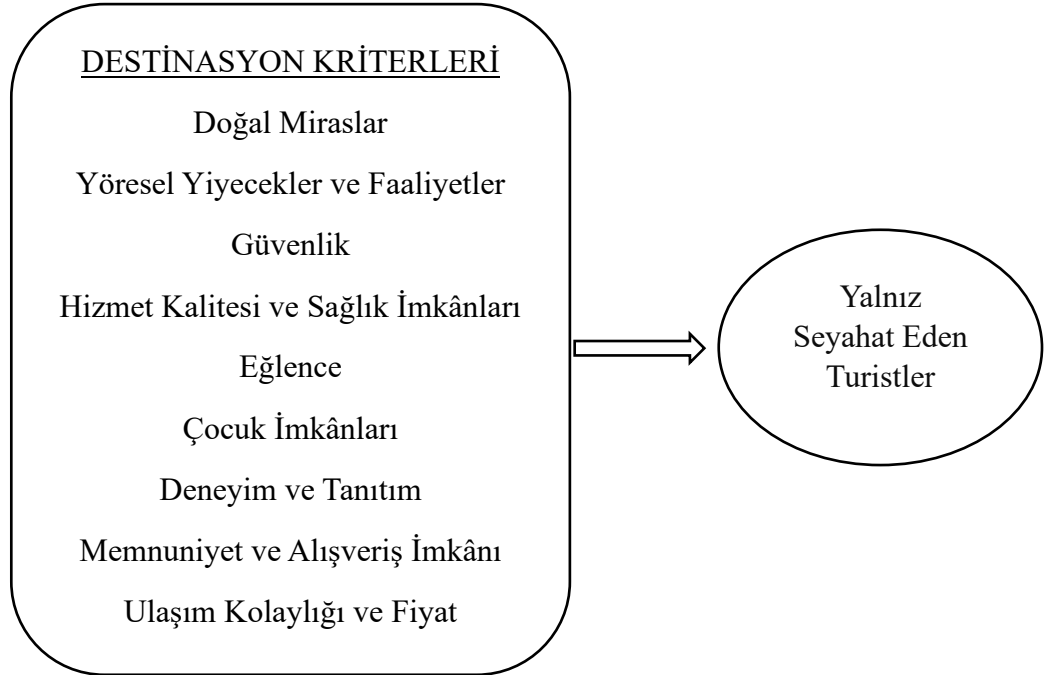 DESTİNASYON KRİTERLERİ
Doğal Miraslar
Yöresel Yiyecekler ve Faaliyetler
Güvenlik
Hizmet Kalitesi ve Sağlık İmkânları
Eğlence
Çocuk İmkânları
Deneyim ve Tanıtım
Memnuniyet ve Alışveriş İmkânı
Ulaşım Kolaylığı ve Fiyat
Yalnız
Seyahat Eden
Turistler